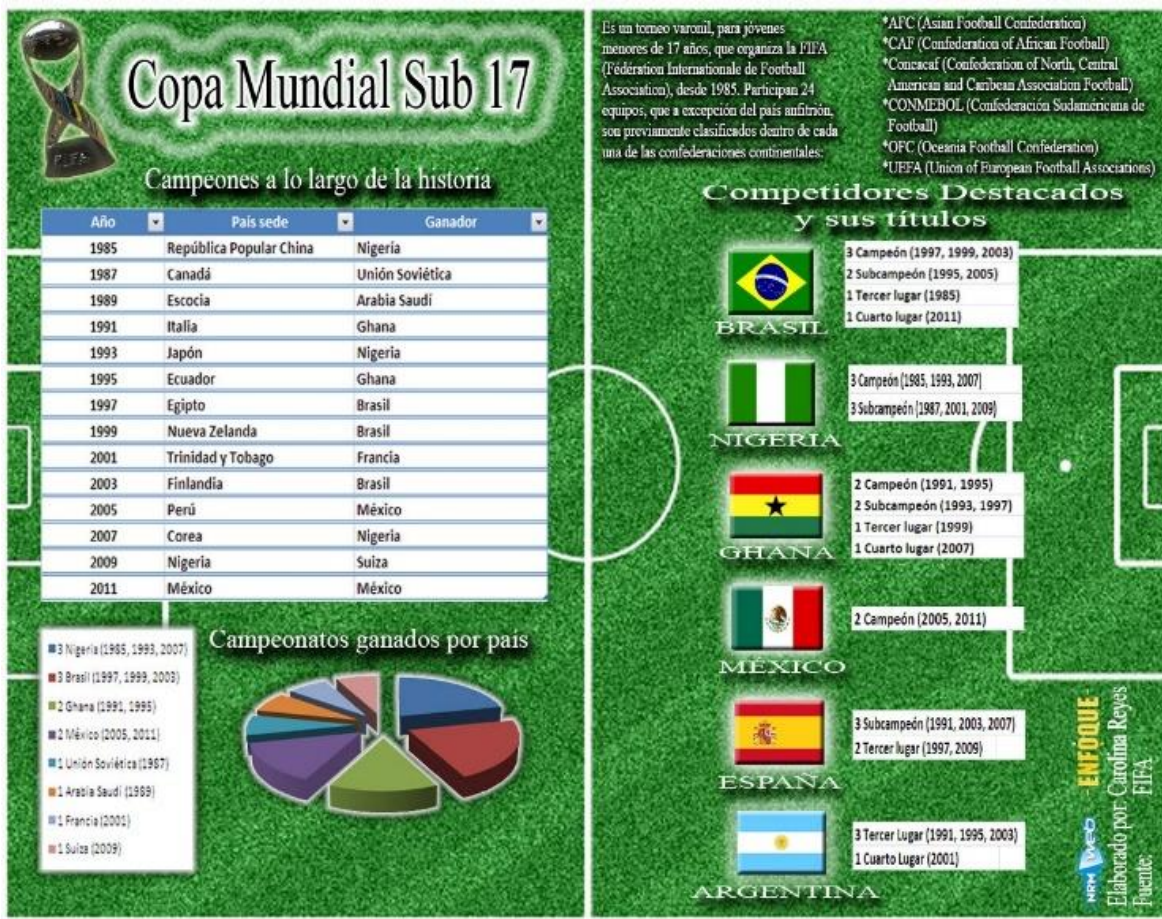 FIFA
Copa Mundial Sub 17
Campeones a lo largo de la historia
Año País sede Ganador
1985 República Popular China Nigeria
1987 Canadá Unión Soviética
1989 Escocia Arabia Saudí
1991 Italia Ghana
1993 Japón Nigeria
1995 Ecuador Ghana
1997 Egipto Brasil
1999 Nueva Zelanda Brasil
2001 Trinidad y Tobago Francia
2003 Finlandia Brasil
2005 Perú México
2007 Corea Nigeria
2009 Nigeria Suiza
2011 México México
Campeonatos ganados por país
3 Nigeria (1985, 1993, 2007)
3 Brasil (1997, 1999, 2003)
2 Ghana (1991, 1995)
2 México (2005, 2011)
1 Unión Soviética (1987)
1 Arabia Saudí (1989)
1 Francia (2001)
1 Suiza (2009)
Es un torneo varonil, para jóvenes
menores de 17 años, que organiza la FIFA
(Fédération Internationale de Football
Association), desde 1985. Participan 24
equipos, que a excepción del país anfitrión,
son previamente clasificados dentro de cada
una de las confederaciones continentales:
*AFC (Asian Football Confederation)
*CAF (Confederation of African Football)
*Concacaf (Confederation of North, Central
American and Caribean Association Football)
*CONMEBOL (Confederación Sudamericana de
Football)
*OFC (Oceania Football Confederation)
*UEFA (Union of European Football Associations)
Competidores Destacados
y sus títulos
BRASIL
3 Campeón (1997, 1999, 2003)
2 Subcampeón (1995, 2005)
1 Tercer lugar (1985)
1 Cuarto lugar (2011)
NIGERIA
3 Campeón (1985, 1993, 2007)
3 Subcampeón (1987, 2001, 2009)
GHANA
2 Campeón (1991, 1995)
2 Subcampeón (1993, 1997)
1 Tercer lugar (1999)
1 Cuarto lugar (2007)
MÉXICO
2 Campeón (2005, 2011)
ESPAÑA
3 Subcampeón (1991, 2003, 2007)
2 Tercer lugar (1997, 2009)
ARGENTINA
3 Tercer Lugar (1991, 1995, 2003)
1 Cuarto Lugar (2001)
NRM Web - ENFOQUE
Elaborado por: Carolina Reyes
Fuente: FIFA